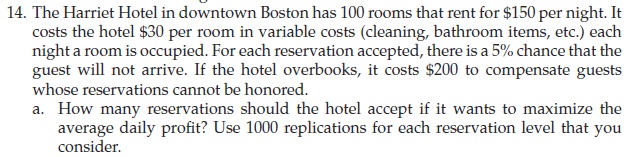 14. The Harriet Hotel in downtown Boston has 100 rooms that rent for $150 per night. It
costs the hotel $30 per room in variable costs (cleaning, bathroom items, etc.) each
night a room is occupied. For each reservation accepted, there is a 5% chance that the
guest will not arrive. If the hotel overbooks, it costs $200 to compensate guests
whose reservations cannot be honored.
a. How many reservations should the hotel accept if it wants to maximize the
average daily profit? Use 1000 replications for each reservation level that you
consider.